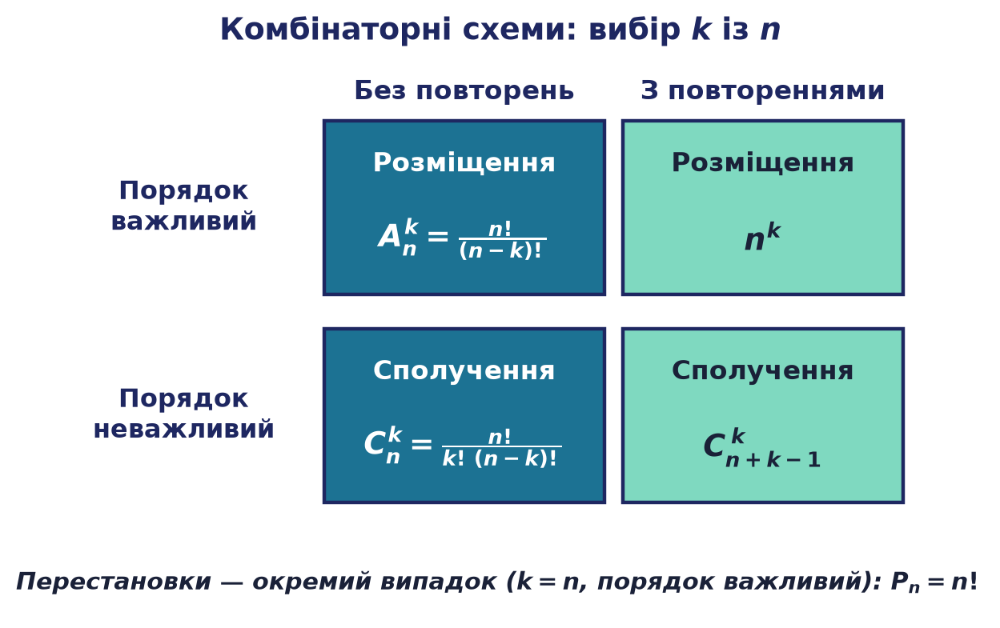 Комбінаторні схеми: вибір k із n
Без повторень
З повтореннями
Порядок
важливий
Розміщення
A_n^k = n!/(n − k)!
Розміщення
n^k
Порядок
неважливий
Сполучення
C_n^k = n!/(k! (n − k)!)
Сполучення
C_{n + k − 1}^k
Перестановки — окремий випадок (k = n, порядок важливий): P_n = n!